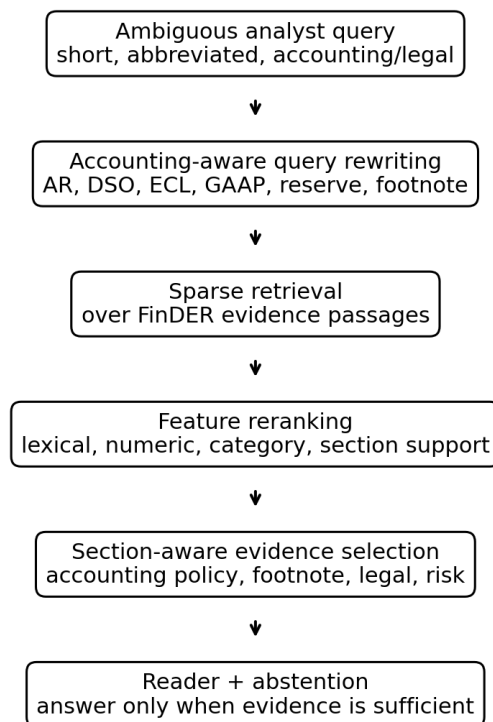 Ambiguous analyst query
short, abbreviated, accounting/legal
Accounting-aware query rewriting
AR, DSO, ECL, GAAP, reserve, footnote
Sparse retrieval
over FinDER evidence passages
Feature reranking
lexical, numeric, category, section support
Section-aware evidence selection
accounting policy, footnote, legal, risk
Reader + abstention
answer only when evidence is sufficient